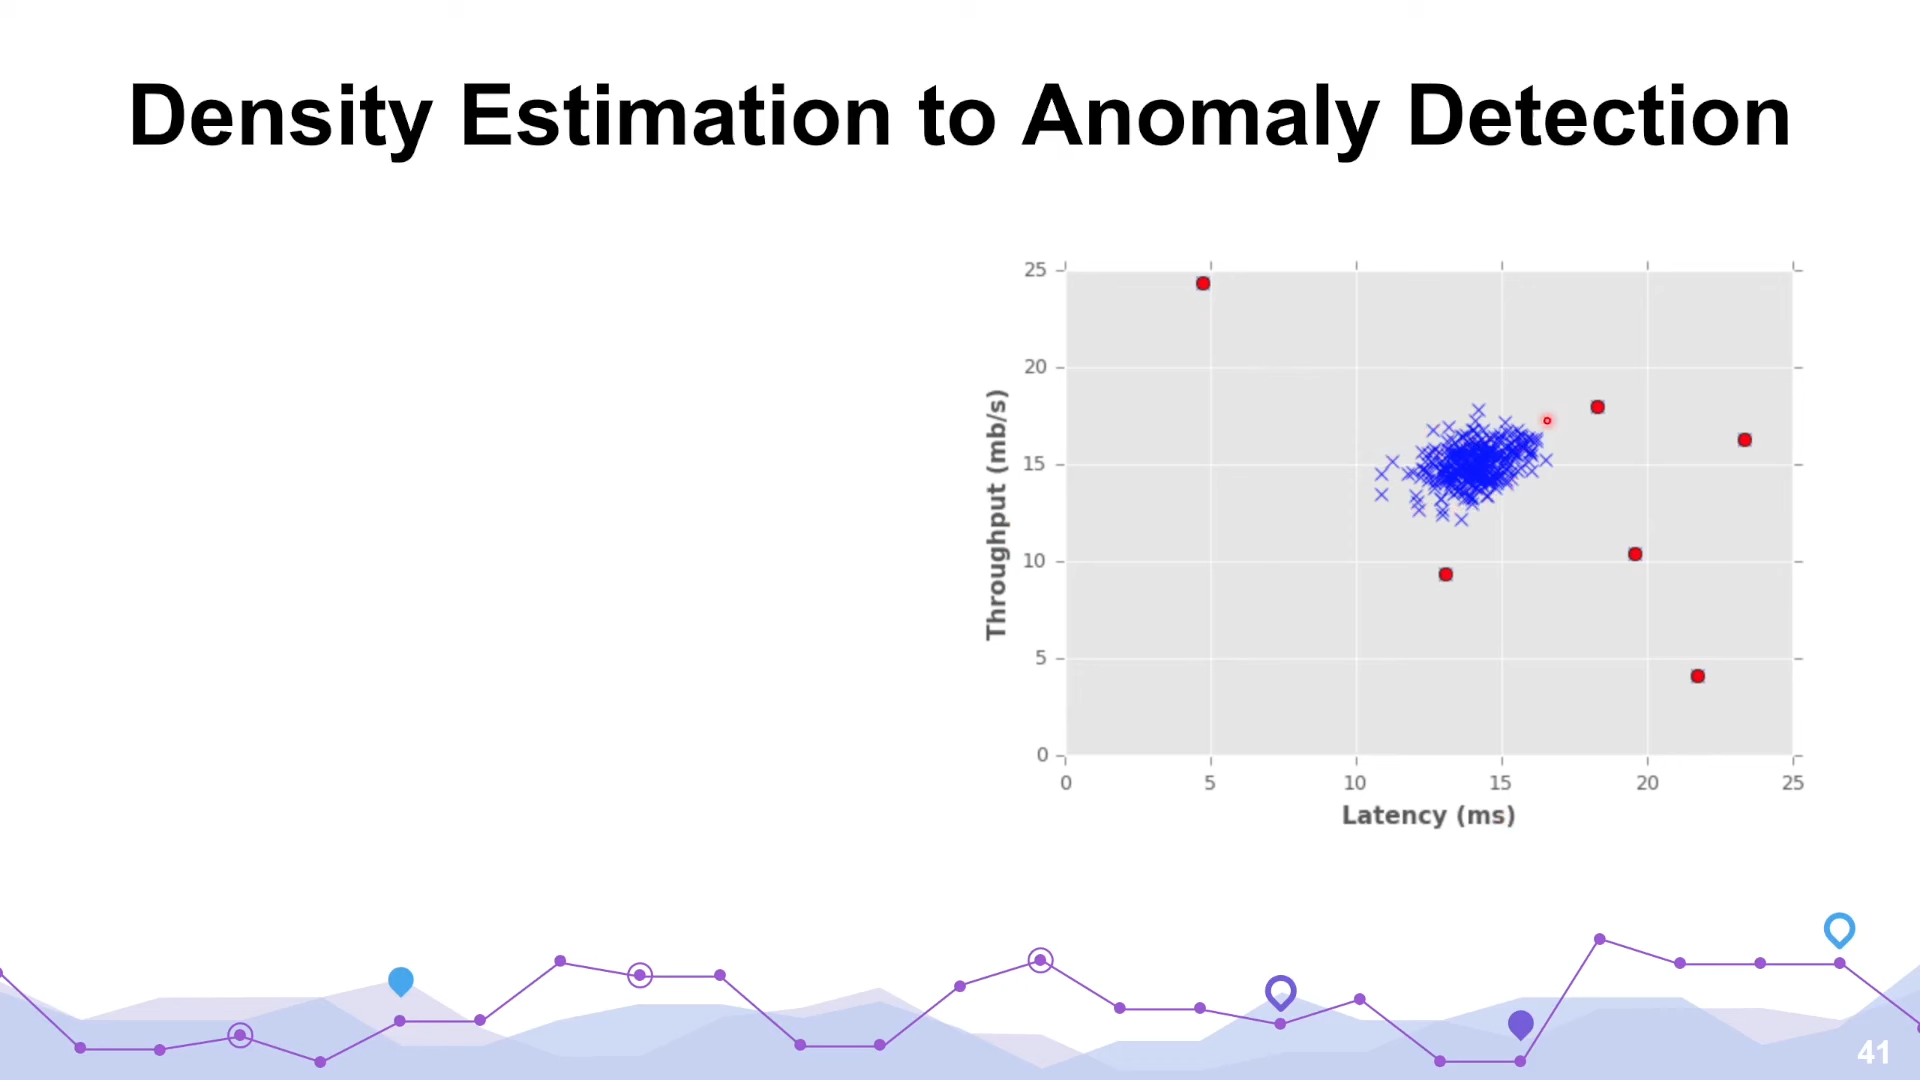 Density Estimation to Anomaly Detection
25
20
15
10
5
0
Throughput (mb/s)
0 5 10 15 20 25
Latency (ms)
41